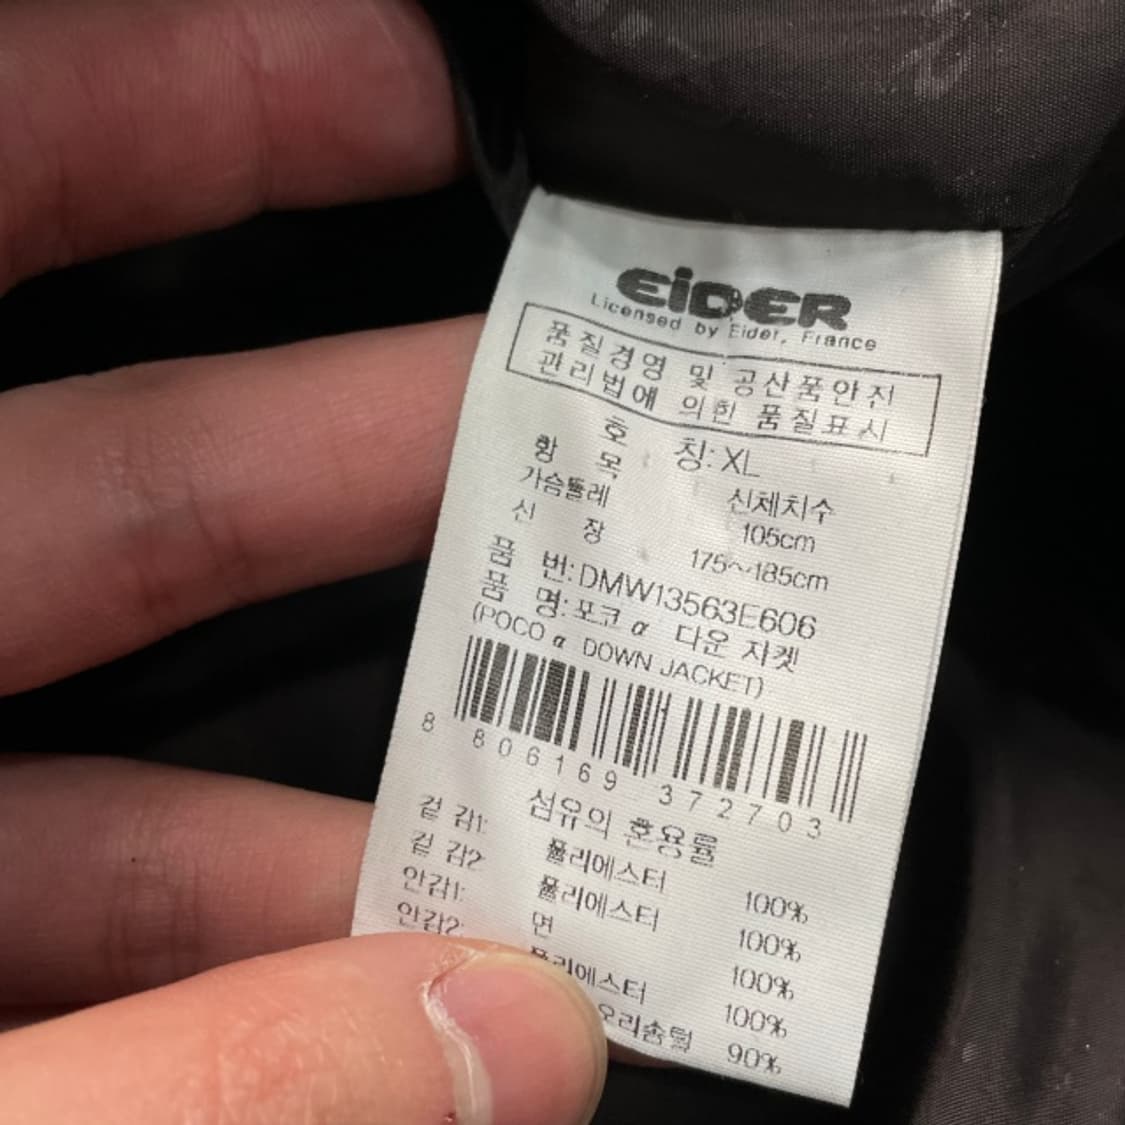 EiDER
Licensed by Eider, France
품질경영 및 공산품안전
관리법에 의한 품질표시
호 칭: XL
항 목 신체치수
가슴둘레 105cm
신 장 175~185cm
품 번: DMW13563E606
품 명: 포코 α 다운 자켓
(POCO α DOWN JACKET)
8 806169 372703
섬유의 혼용률
겉 감1: 폴리에스터 100%
겉 감2: 폴리에스터 100%
안감1: 면 100%
안감2: 폴리에스터 100%
오리솜털 90%